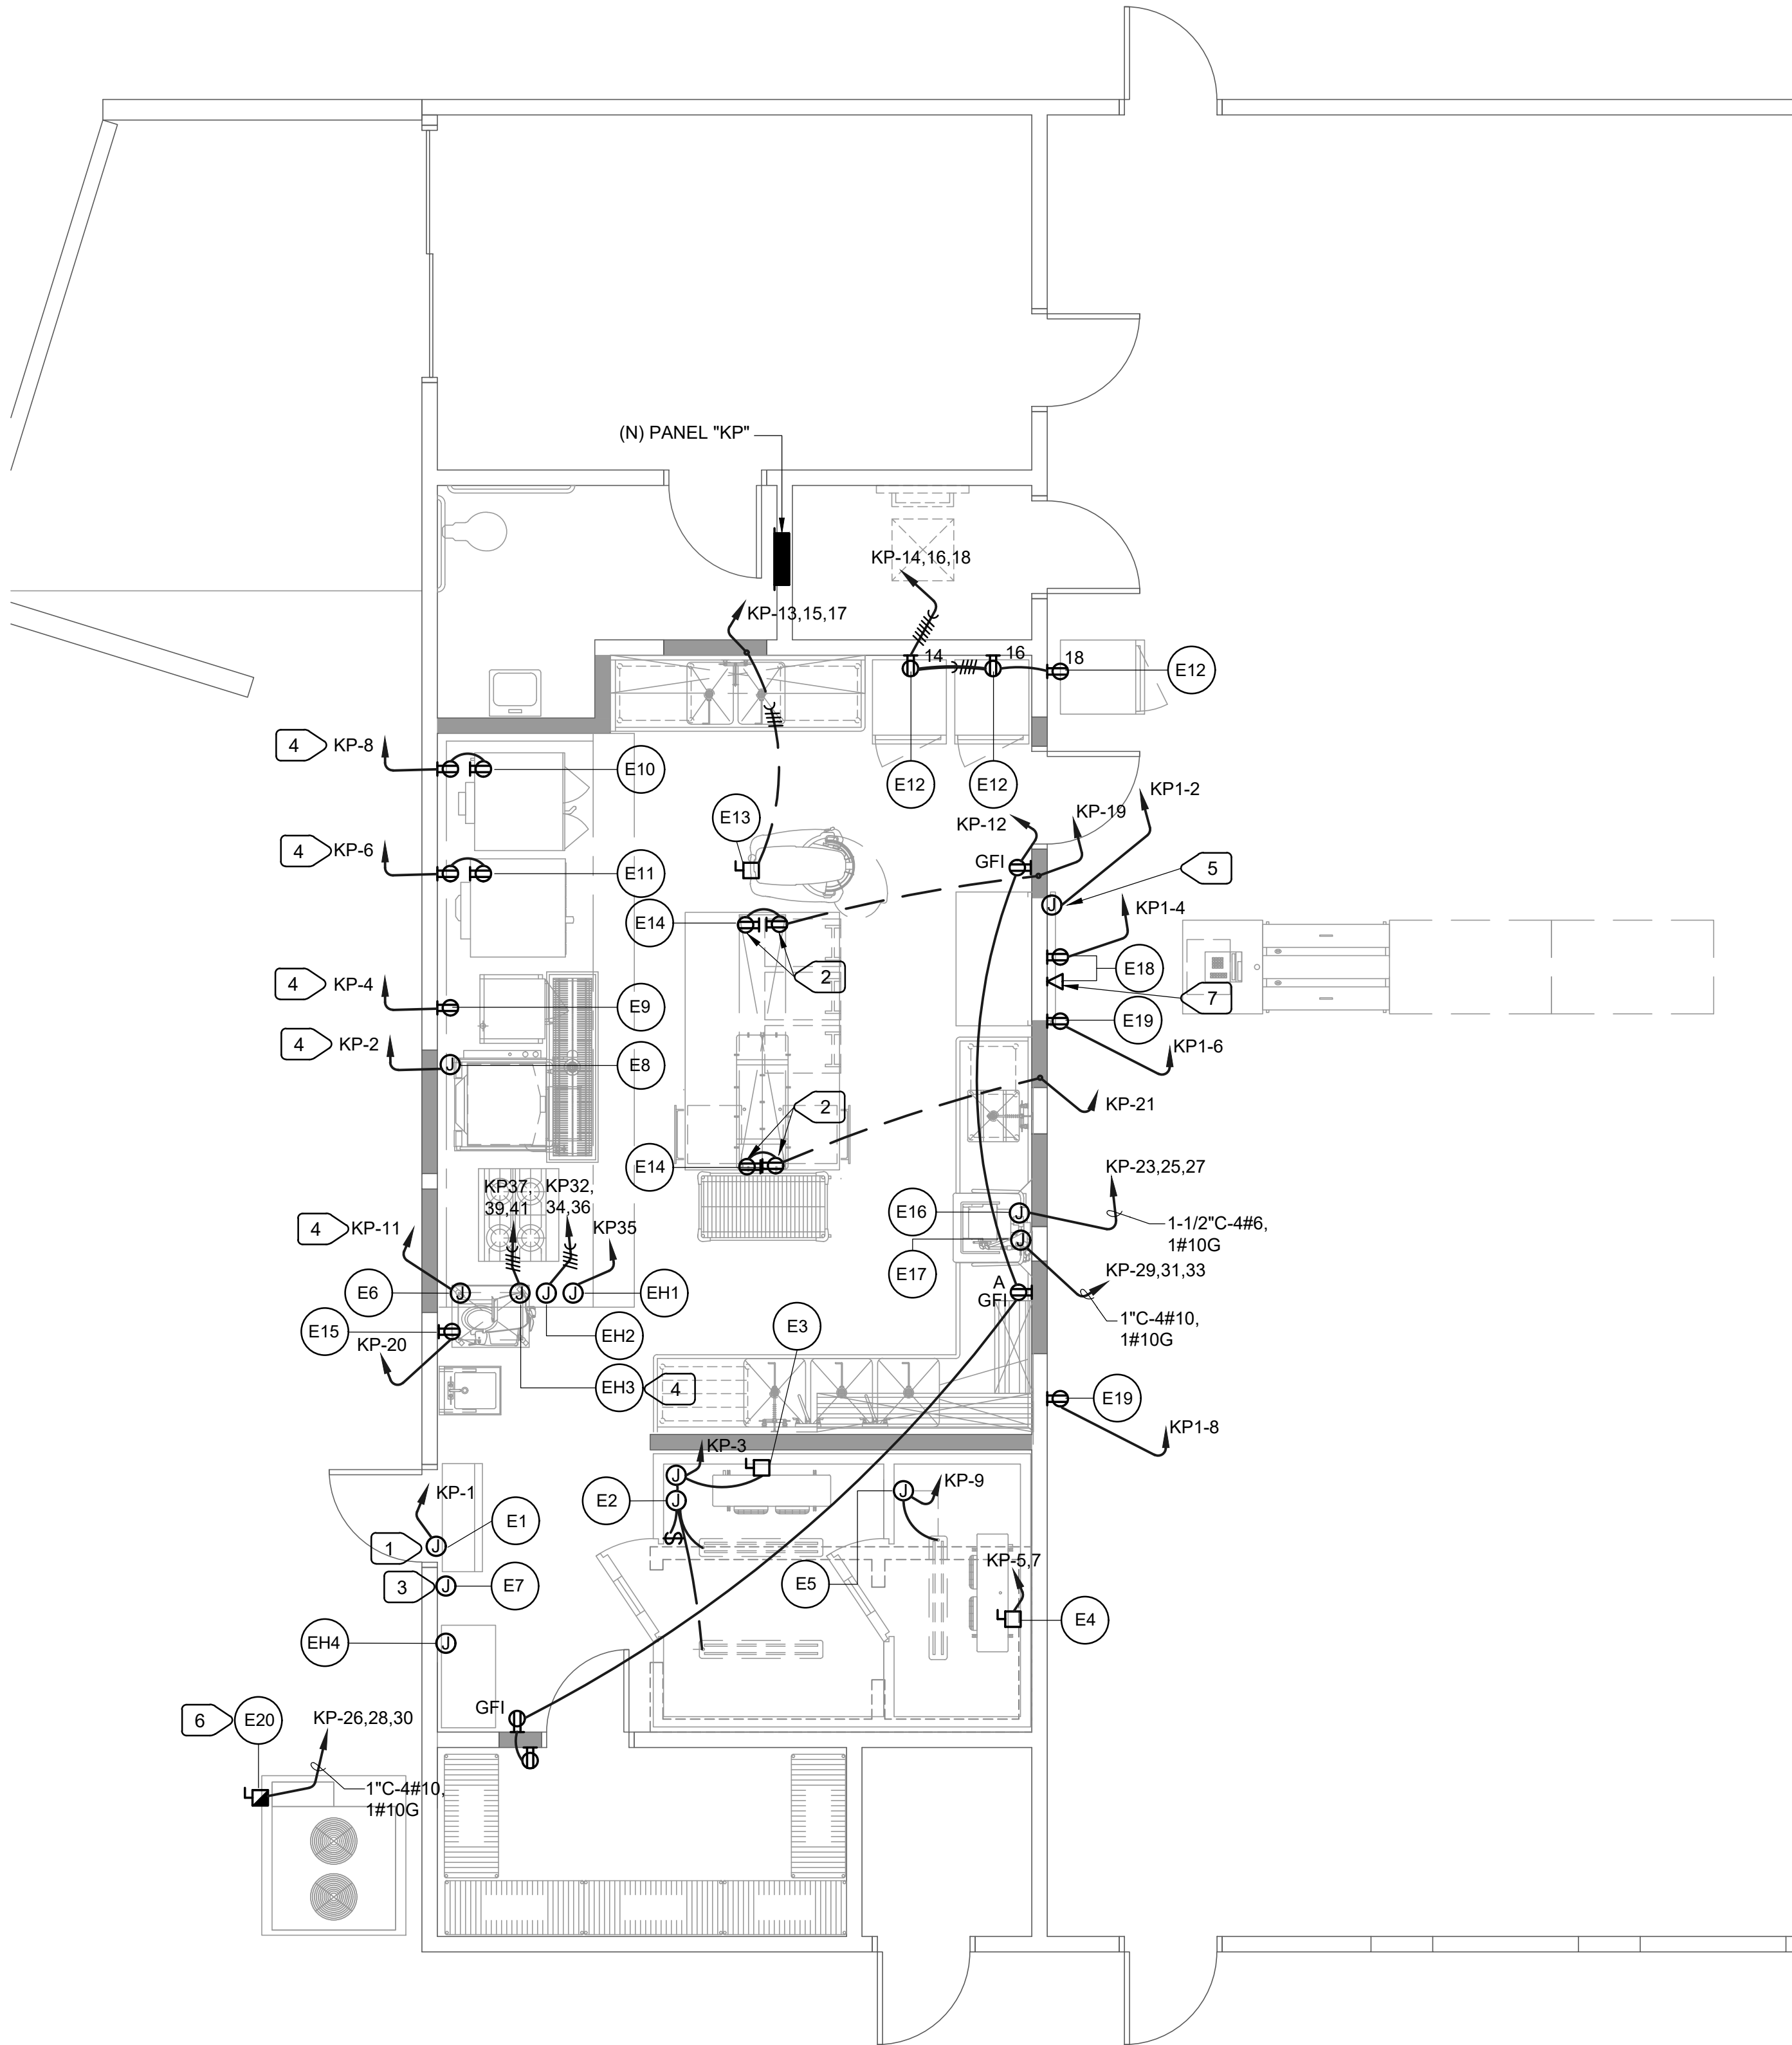 (N) PANEL "KP"
KP-14,16,18
KP-13,15,17
14
16
18
E12
4
KP-8
E10
E12
E12
KP1-2
E13
KP-12
KP-19
4
KP-6
E11
GFI
5
J
E14
KP1-4
4
KP-4
E9
2
E18
7
E19
4
KP-2
J
E8
KP1-6
2
KP-21
E14
KP-23,25,27
KP37,
39,41
KP32,
34,36
4
KP-11
KP35
E16
J
1-1/2"C-4#6,
1#10G
E17
J
KP-29,31,33
E6
J
J
J
J
EH1
A
GFI
1"C-4#10,
1#10G
E15
KP-20
EH2
E3
EH3
4
E19
KP1-8
KP-3
J
KP-9
J
E2
J
$
KP-1
E1
1
J
KP-5,7
3
J
E7
E5
E4
EH4
J
GFI
6
E20
KP-26,28,30
1"C-4#10,
1#10G